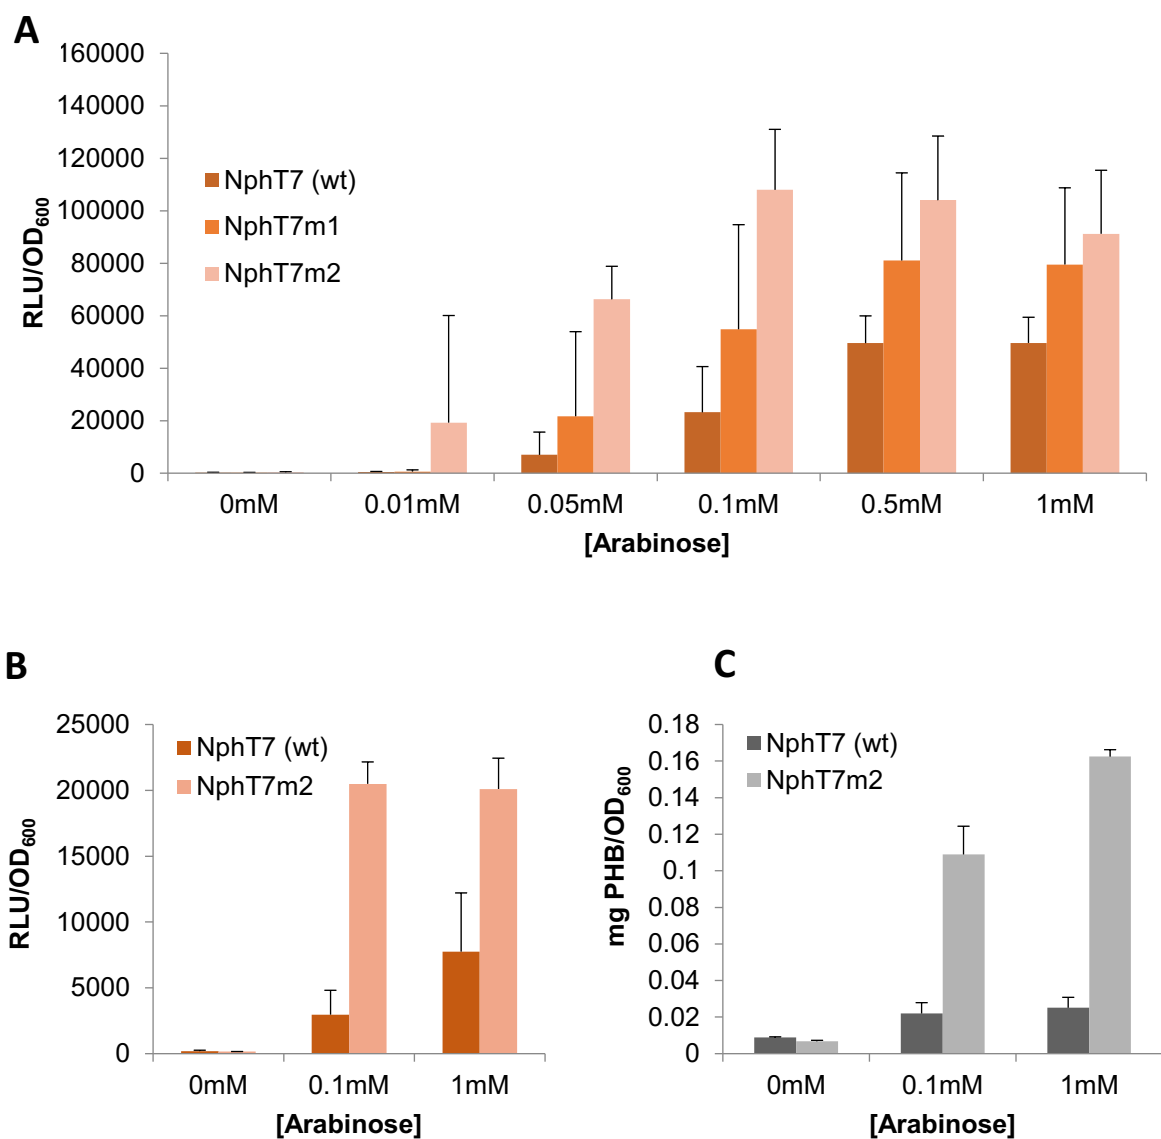 A
160000
140000
120000
100000
80000
60000
40000
20000
0
RLU/OD600
NphT7 (wt)
NphT7m1
NphT7m2
0mM 0.01mM 0.05mM 0.1mM 0.5mM 1mM
[Arabinose]
B
25000
20000
15000
10000
5000
0
RLU/OD600
NphT7 (wt)
NphT7m2
0mM 0.1mM 1mM
[Arabinose]
C
0.18
0.16
0.14
0.12
0.1
0.08
0.06
0.04
0.02
0
mg PHB/OD600
NphT7 (wt)
NphT7m2
0mM 0.1mM 1mM
[Arabinose]